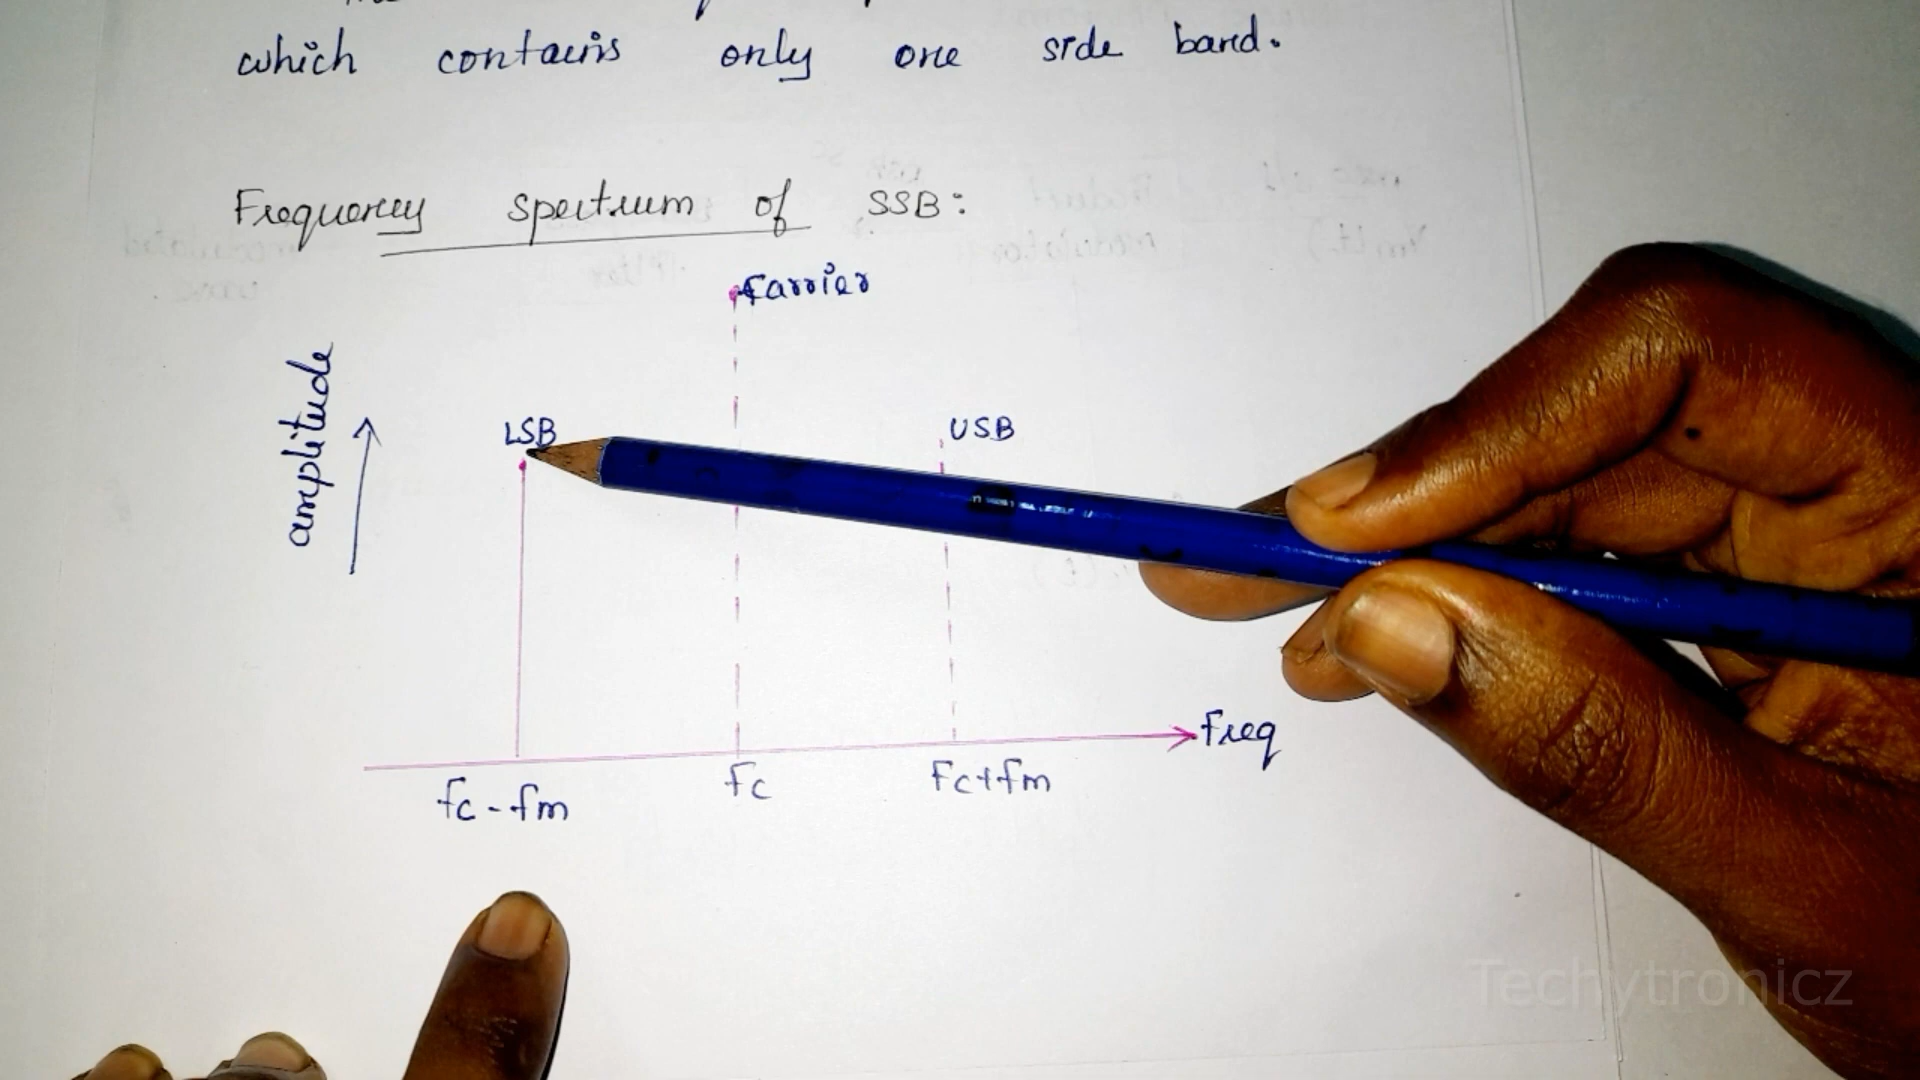 which contains only one side band.
Frequency spectrum of SSB:
Carrier
amplitude
LSB
USB
Freq
fc-fm
fc
fc+fm
Techytronicz